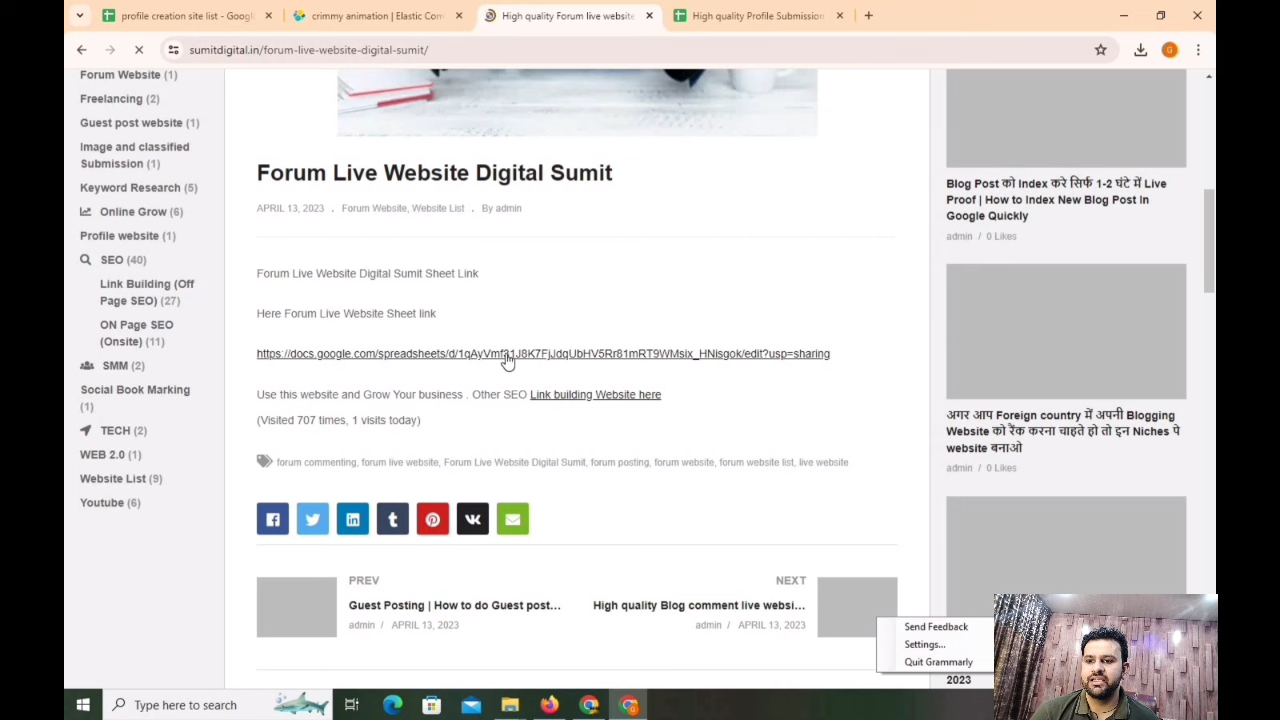 profile creation site list - Googl
crimmy animation | Elastic Com
High quality Forum live website
High quality Profile Submission
sumitdigital.in/forum-live-website-digital-sumit/
Forum Website (1)
Freelancing (2)
Guest post website (1)
Image and classified
Submission (1)
Keyword Research (5)
Online Grow (6)
Profile website (1)
SEO (40)
Link Building (Off
Page SEO) (27)
ON Page SEO
(Onsite) (11)
SMM (2)
Social Book Marking
(1)
TECH (2)
WEB 2.0 (1)
Website List (9)
Youtube (6)
Forum Live Website Digital Sumit
APRIL 13, 2023 . Forum Website, Website List . By admin
Forum Live Website Digital Sumit Sheet Link
Here Forum Live Website Sheet link
https://docs.google.com/spreadsheets/d/1qAyVmf31J8K7FjJdqUbHV5Rr81mRT9WMsix_HNisgok/edit?usp=sharing
Use this website and Grow Your business . Other SEO Link building Website here
(Visited 707 times, 1 visits today)
forum commenting, forum live website, Forum Live Website Digital Sumit, forum posting, forum website, forum website list, live website
PREV
Guest Posting | How to do Guest post...
admin / APRIL 13, 2023
NEXT
High quality Blog comment live websi...
admin / APRIL 13, 2023
Blog Post को Index करे सिर्फ 1-2 घंटे में Live
Proof | How to Index New Blog Post In
Google Quickly
admin / 0 Likes
अगर आप Foreign country में अपनी Blogging
Website को रैंक करना चाहते हो तो इन Niches पे
website बनाओ
admin / 0 Likes
Send Feedback
Settings...
Quit Grammarly
2023
Type here to search